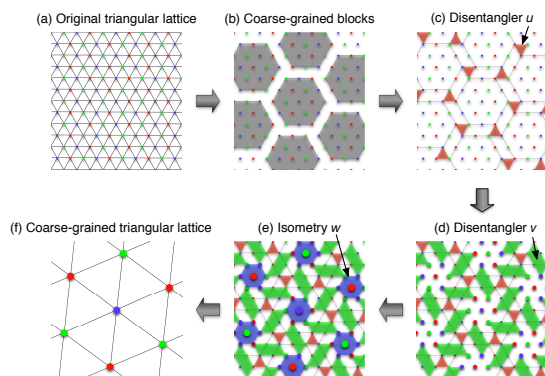 (a) Original triangular lattice
(b) Coarse-grained blocks
(c) Disentangler u
(f) Coarse-grained triangular lattice
(e) Isometry w
(d) Disentangler v